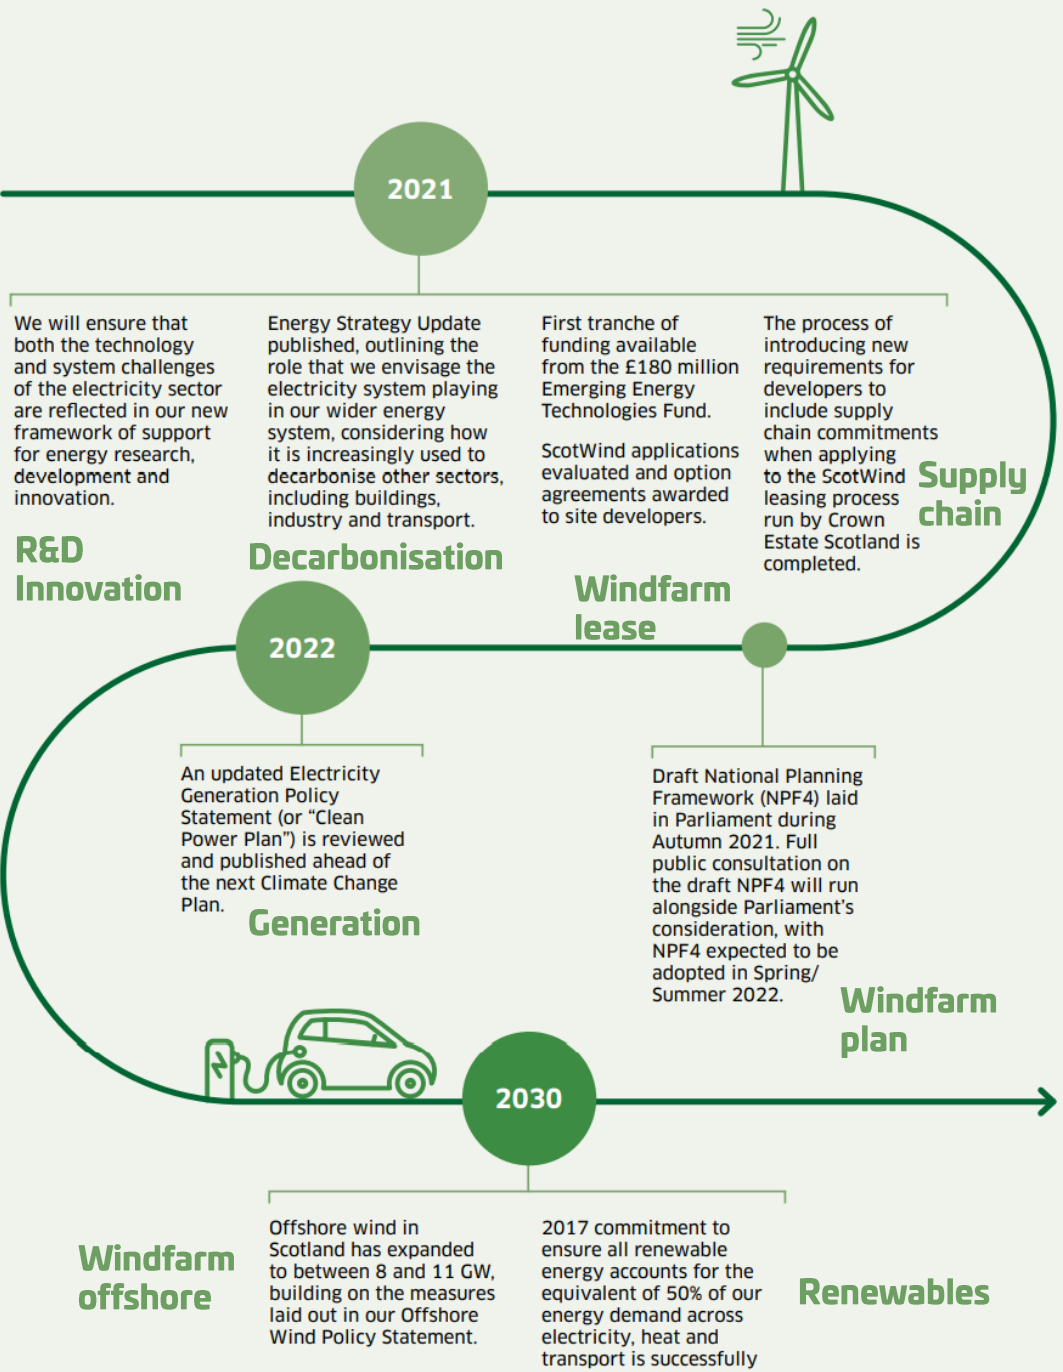 2021
We will ensure that
both the technology
and system challenges
of the electricity sector
are reflected in our new
framework of support
for energy research,
development and
innovation.
R&D
Innovation
Energy Strategy Update
published, outlining the
role that we envisage the
electricity system playing
in our wider energy
system, considering how
it is increasingly used to
decarbonise other sectors,
including buildings,
industry and transport.
Decarbonisation
First tranche of
funding available
from the £180 million
Emerging Energy
Technologies Fund.
ScotWind applications
evaluated and option
agreements awarded
to site developers.
Windfarm
lease
The process of
introducing new
requirements for
developers to
include supply
chain commitments
when applying
to the ScotWind
leasing process
run by Crown
Estate Scotland is
completed.
Supply
chain
Draft National Planning
Framework (NPF4) laid
in Parliament during
Autumn 2021. Full
public consultation on
the draft NPF4 will run
alongside Parliament’s
consideration, with
NPF4 expected to be
adopted in Spring/
Summer 2022.
Windfarm
plan
2022
An updated Electricity
Generation Policy
Statement (or “Clean
Power Plan”) is reviewed
and published ahead of
the next Climate Change
Plan.
Generation
2030
Windfarm
offshore
Offshore wind in
Scotland has expanded
to between 8 and 11 GW,
building on the measures
laid out in our Offshore
Wind Policy Statement.
2017 commitment to
ensure all renewable
energy accounts for the
equivalent of 50% of our
energy demand across
electricity, heat and
transport is successfully
Renewables